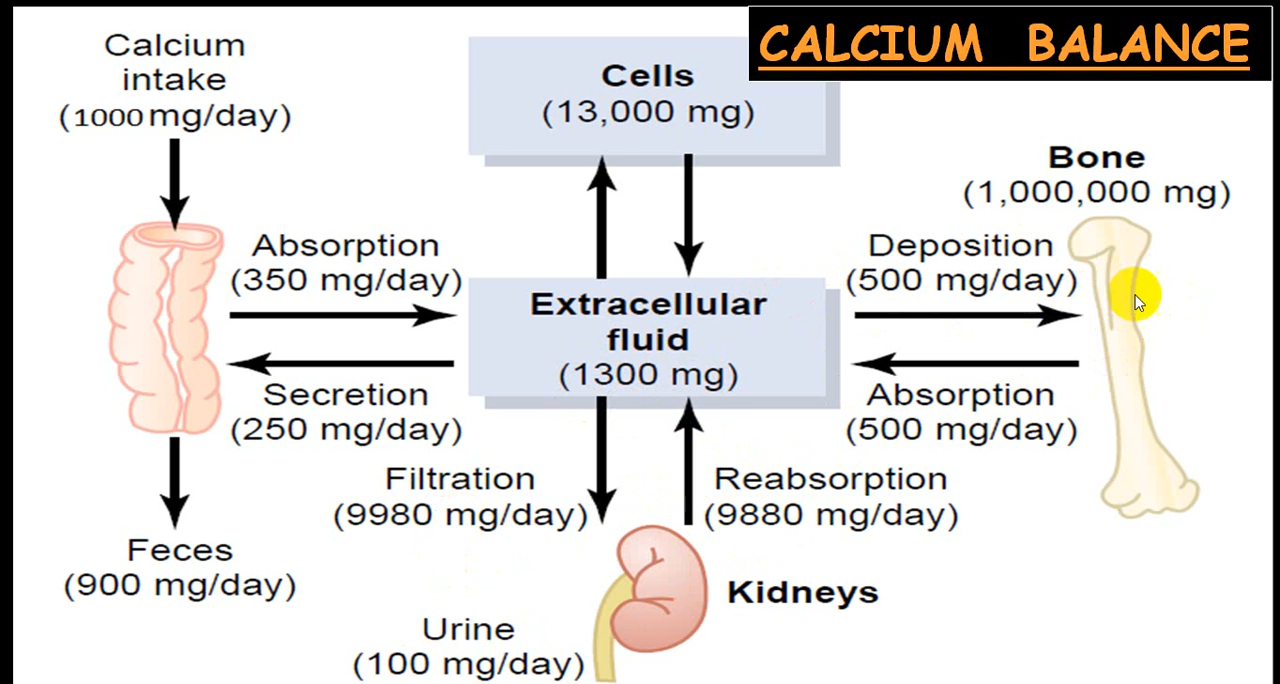 CALCIUM BALANCE
Calcium
intake
(1000 mg/day)
Cells
(13,000 mg)
Bone
(1,000,000 mg)
Absorption
(350 mg/day)
Deposition
(500 mg/day)
Extracellular
fluid
(1300 mg)
Secretion
(250 mg/day)
Absorption
(500 mg/day)
Filtration
(9980 mg/day)
Reabsorption
(9880 mg/day)
Feces
(900 mg/day)
Kidneys
Urine
(100 mg/day)